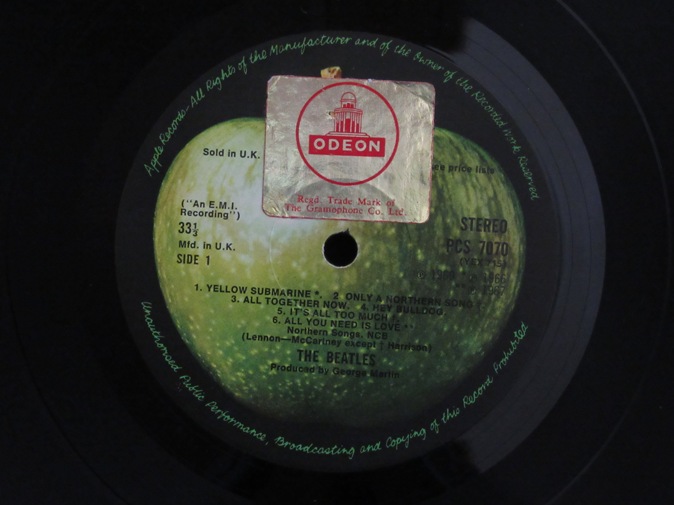 Apple Records-All Rights of the Manufacturer and of the Owner of the Recorded Work Reserved
ODEON
Regd. Trade Mark of
The Gramophone Co. Ltd.
Sold in U.K.
see price lists
("An E.M.I.
Recording")
33⅓
Mfd. in U.K.
SIDE 1
STEREO
PCS 7070
1. YELLOW SUBMARINE *. 2. ONLY A NORTHERN SONG
3. ALL TOGETHER NOW. 4. HEY BULLDOG.
5. IT'S ALL TOO MUCH
6. ALL YOU NEED IS LOVE **
Northern Songs, NCB
(Lennon—McCartney except † Harrison)
THE BEATLES
Produced by George Martin
Unauthorised Public Performance, Broadcasting and Copying of this Record Prohibited